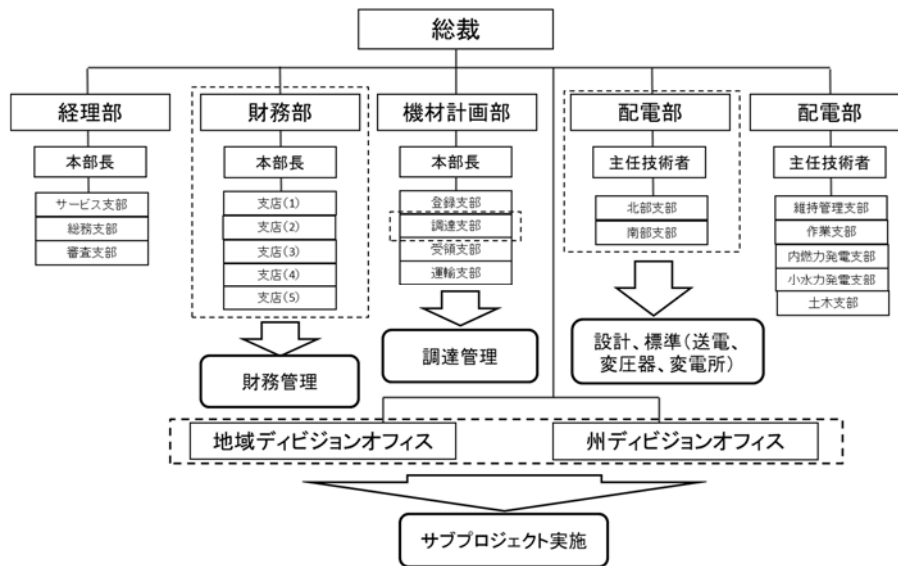 総裁
経理部
財務部
機材計画部
配電部
配電部
本部長
本部長
本部長
主任技術者
主任技術者
サービス支部
総務支部
審査支部
支店(1)
支店(2)
支店(3)
支店(4)
支店(5)
登録支部
調達支部
受領支部
運輸支部
北部支部
南部支部
維持管理支部
作業支部
内燃力発電支部
小水力発電支部
土木支部
財務管理
調達管理
設計、標準(送電、
変圧器、変電所)
地域ディビジョンオフィス
州ディビジョンオフィス
サブプロジェクト実施